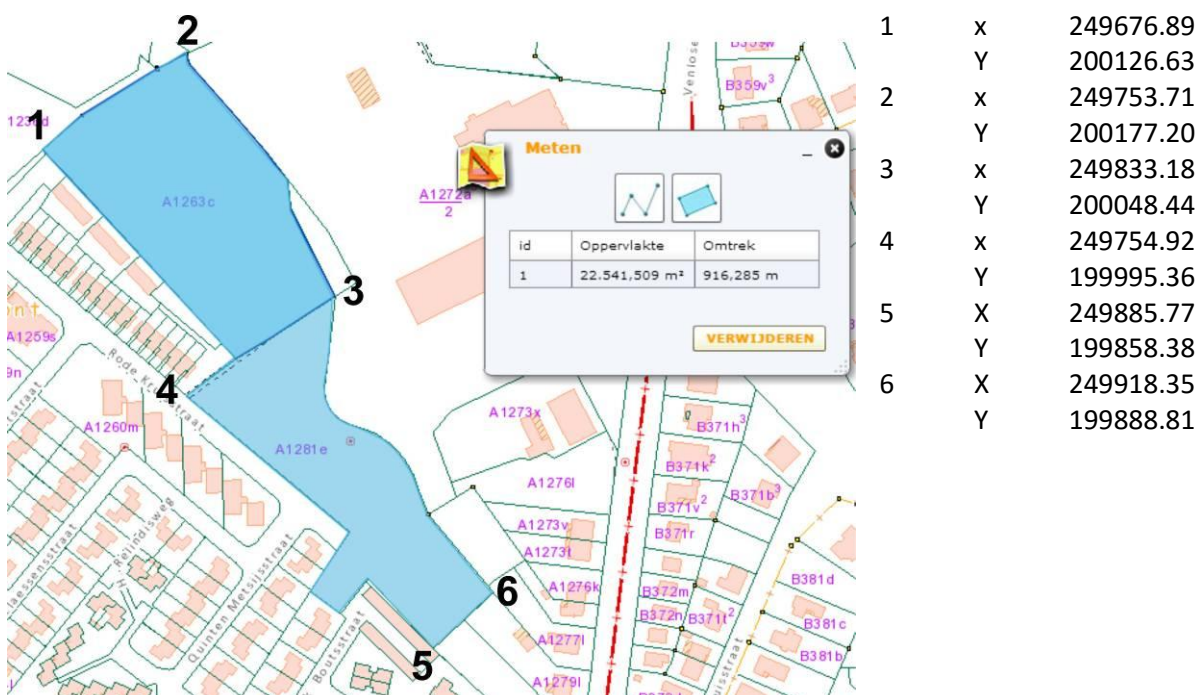 2
1
3
4
5
6
A1263c
A1272a
2
Venlose
B359v³
A1259s
Rode Kruisstraat
A1260m
A1281e
A1273x
A1276l
A1273v
A1273t
A1276k
A1277l
A1279l
B371h³
B371k²
B371v²
B371b³
B371r
B372m
B372n
B371t²
B381d
B381c
B381b
Relindisweg
Quinten Metsijsstraat
Boutsstraat
Meten
id Oppervlakte Omtrek
1 22.541,509 m² 916,285 m
VERWIJDEREN
1 x 249676.89
Y 200126.63
2 x 249753.71
Y 200177.20
3 x 249833.18
Y 200048.44
4 x 249754.92
Y 199995.36
5 X 249885.77
Y 199858.38
6 X 249918.35
Y 199888.81